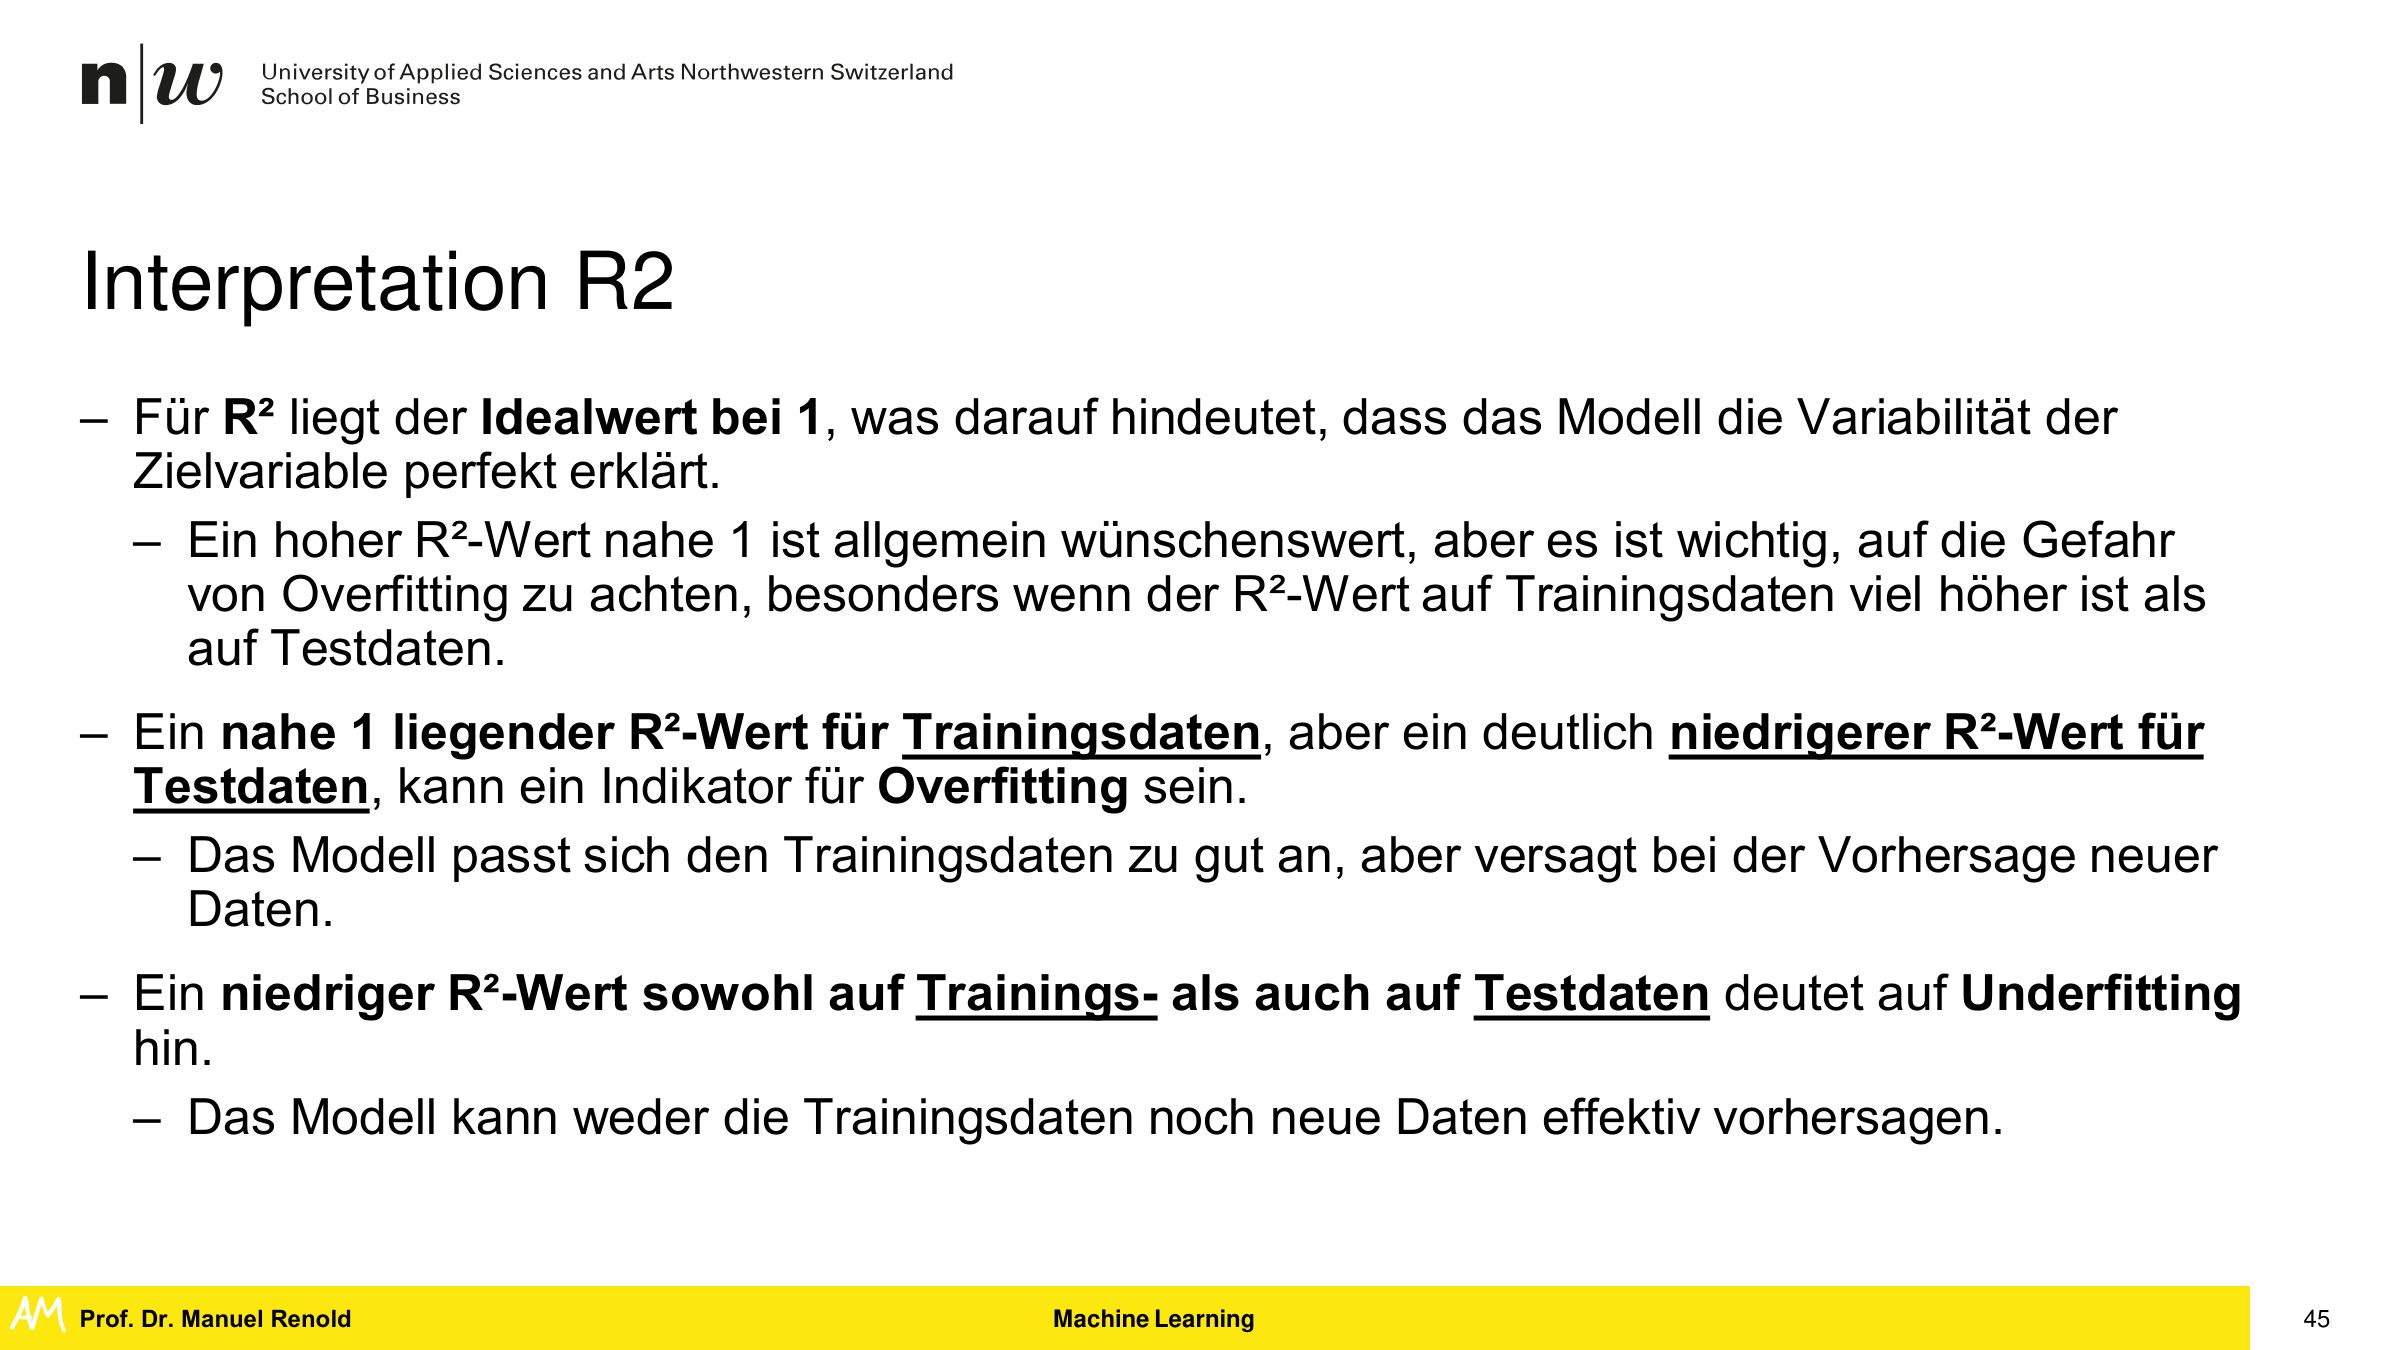 n|w University of Applied Sciences and Arts Northwestern Switzerland
School of Business
Interpretation R2
– Für R² liegt der Idealwert bei 1, was darauf hindeutet, dass das Modell die Variabilität der
Zielvariable perfekt erklärt.
– Ein hoher R²-Wert nahe 1 ist allgemein wünschenswert, aber es ist wichtig, auf die Gefahr
von Overfitting zu achten, besonders wenn der R²-Wert auf Trainingsdaten viel höher ist als
auf Testdaten.
– Ein nahe 1 liegender R²-Wert für Trainingsdaten, aber ein deutlich niedrigerer R²-Wert für
Testdaten, kann ein Indikator für Overfitting sein.
– Das Modell passt sich den Trainingsdaten zu gut an, aber versagt bei der Vorhersage neuer
Daten.
– Ein niedriger R²-Wert sowohl auf Trainings- als auch auf Testdaten deutet auf Underfitting
hin.
– Das Modell kann weder die Trainingsdaten noch neue Daten effektiv vorhersagen.
AM Prof. Dr. Manuel Renold Machine Learning 45